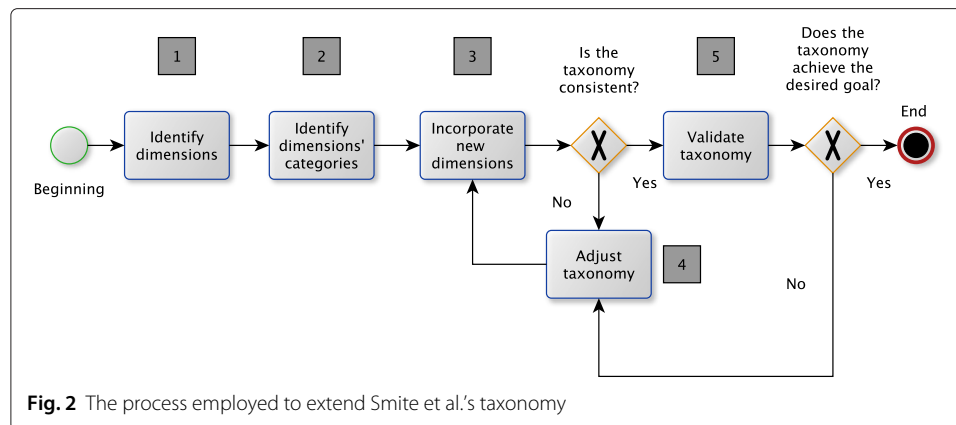 1
2
3
5
Is the
taxonomy
consistent?
Does the
taxonomy
achieve the
desired goal?
Beginning
Identify
dimensions
Identify
dimensions'
categories
Incorporate
new
dimensions
X
Yes
No
Validate
taxonomy
X
Yes
End
Adjust
taxonomy
4
No
Fig. 2 The process employed to extend Smite et al.'s taxonomy